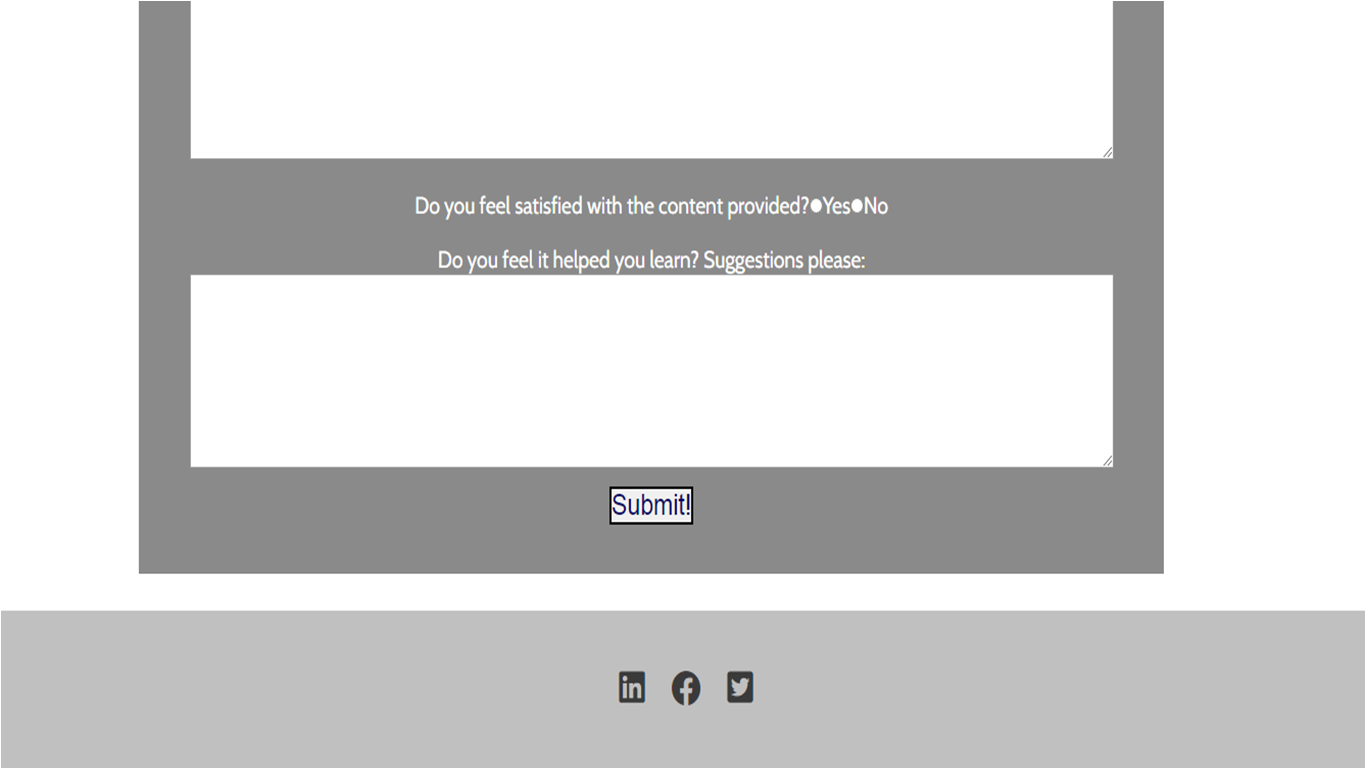 Do you feel satisfied with the content provided?●Yes●No
Do you feel it helped you learn? Suggestions please:
Submit!
in